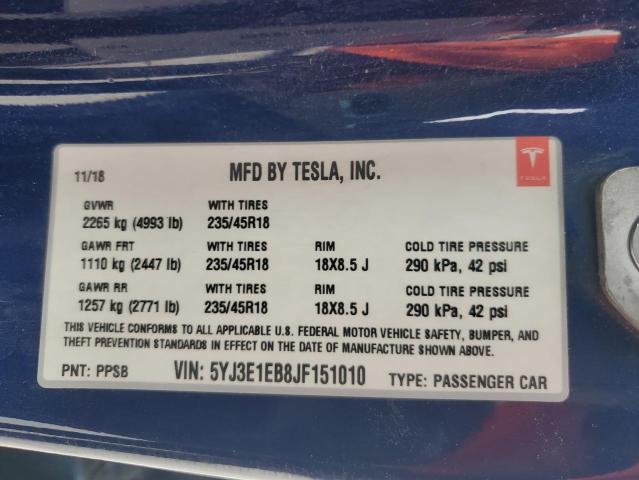 11/18 MFD BY TESLA, INC.
TESLA
GVWR WITH TIRES
2265 kg (4993 lb) 235/45R18
GAWR FRT WITH TIRES RIM COLD TIRE PRESSURE
1110 kg (2447 lb) 235/45R18 18X8.5 J 290 kPa, 42 psi
GAWR RR WITH TIRES RIM COLD TIRE PRESSURE
1257 kg (2771 lb) 235/45R18 18X8.5 J 290 kPa, 42 psi
THIS VEHICLE CONFORMS TO ALL APPLICABLE U.S. FEDERAL MOTOR VEHICLE SAFETY, BUMPER, AND
THEFT PREVENTION STANDARDS IN EFFECT ON THE DATE OF MANUFACTURE SHOWN ABOVE.
PNT: PPSB VIN: 5YJ3E1EB8JF151010 TYPE: PASSENGER CAR